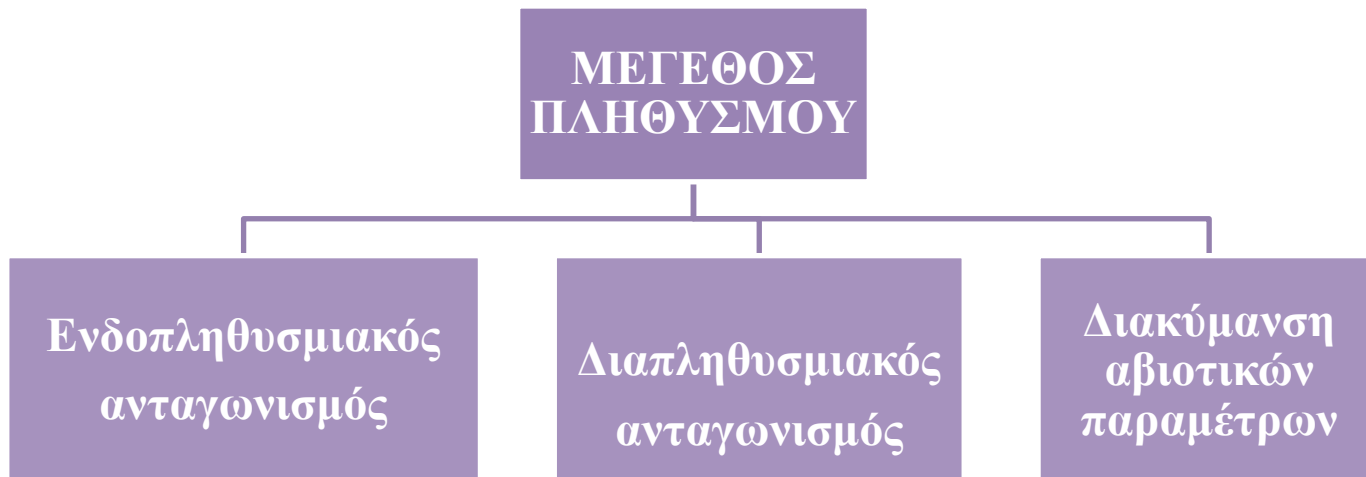 ΜΕΓΕΘΟΣ
ΠΛΗΘΥΣΜΟΥ
Ενδοπληθυσμιακός
ανταγωνισμός
Διαπληθυσμιακός
ανταγωνισμός
Διακύμανση
αβιοτικών
παραμέτρων